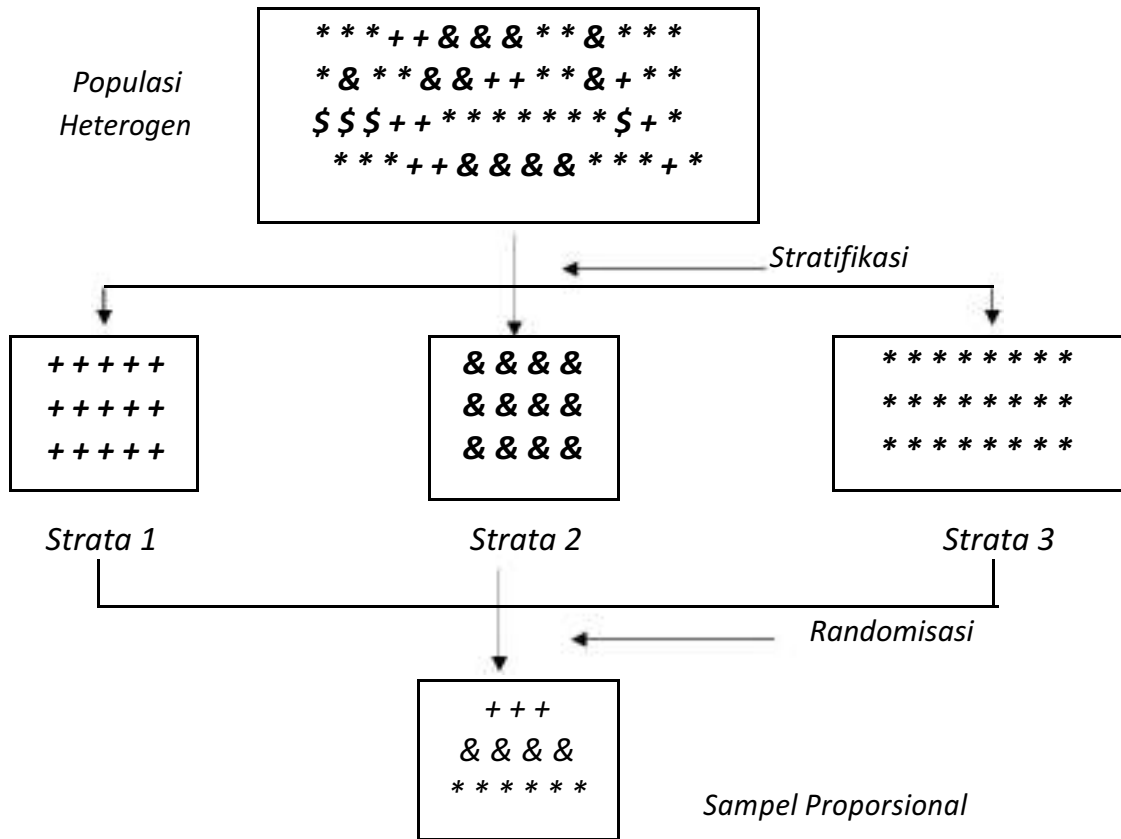 * * * + + & & & * * & * * *
Populasi
Heterogen
* & * * & & + + * * & + * *
$ $ $ + + * * * * * * * * $ + *
* * * + + & & & & * * * + *
Stratifikasi
+ + + + +
+ + + + +
+ + + + +
& & & &
& & & &
& & & &
* * * * * * * *
* * * * * * * *
* * * * * * * *
Strata 1
Strata 2
Strata 3
Randomisasi
+ + +
& & & &
* * * * * *
Sampel Proporsional